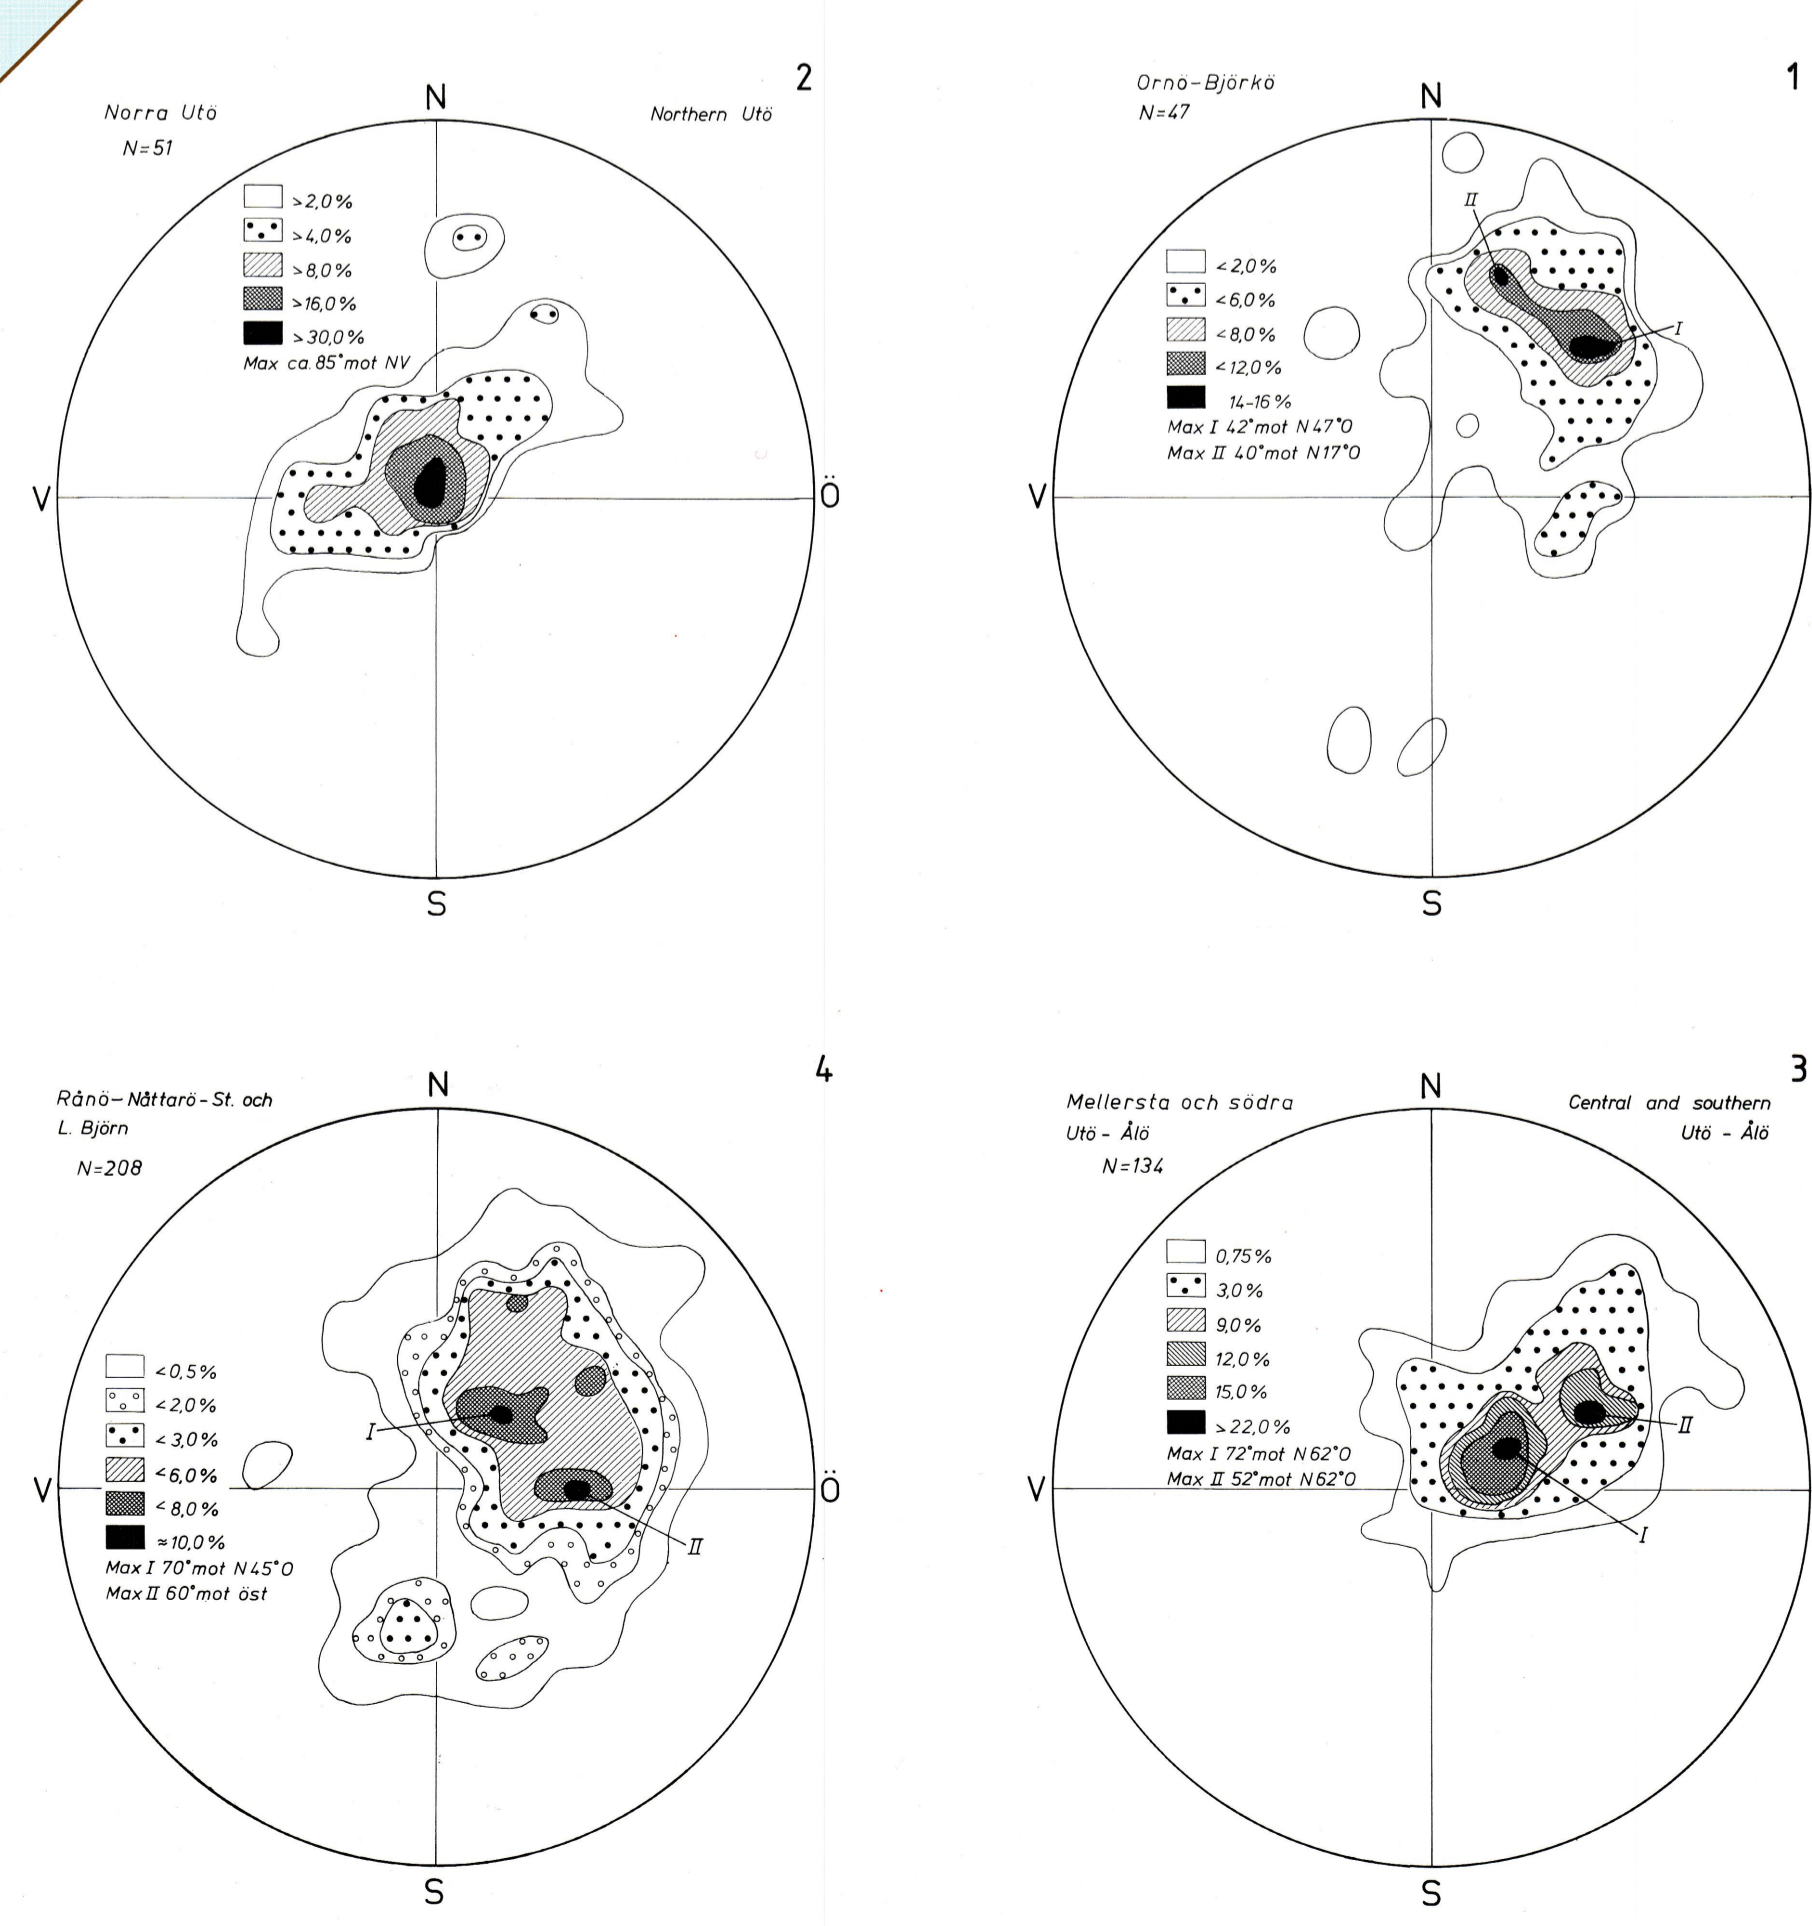 2
Norra Utö
N=51
Northern Utö
N
>2,0%
>4,0%
>8,0%
>16,0%
>30,0%
Max ca. 85° mot NV
V
Ö
S
1
Ornö-Björkö
N=47
N
II
I
<2,0%
<6,0%
<8,0%
<12,0%
14-16%
Max I 42° mot N47°O
Max II 40° mot N17°O
V
S
4
Rånö-Nåttarö-St. och
L. Björn
N=208
N
<0,5%
<2,0%
<3,0%
<6,0%
<8,0%
≈10,0%
Max I 70° mot N45°O
Max II 60° mot öst
I
II
V
Ö
S
3
Mellersta och södra
Utö - Ålö
N=134
Central and southern
Utö - Ålö
N
0,75%
3,0%
9,0%
12,0%
15,0%
>22,0%
Max I 72° mot N62°O
Max II 52° mot N62°O
II
I
V
S